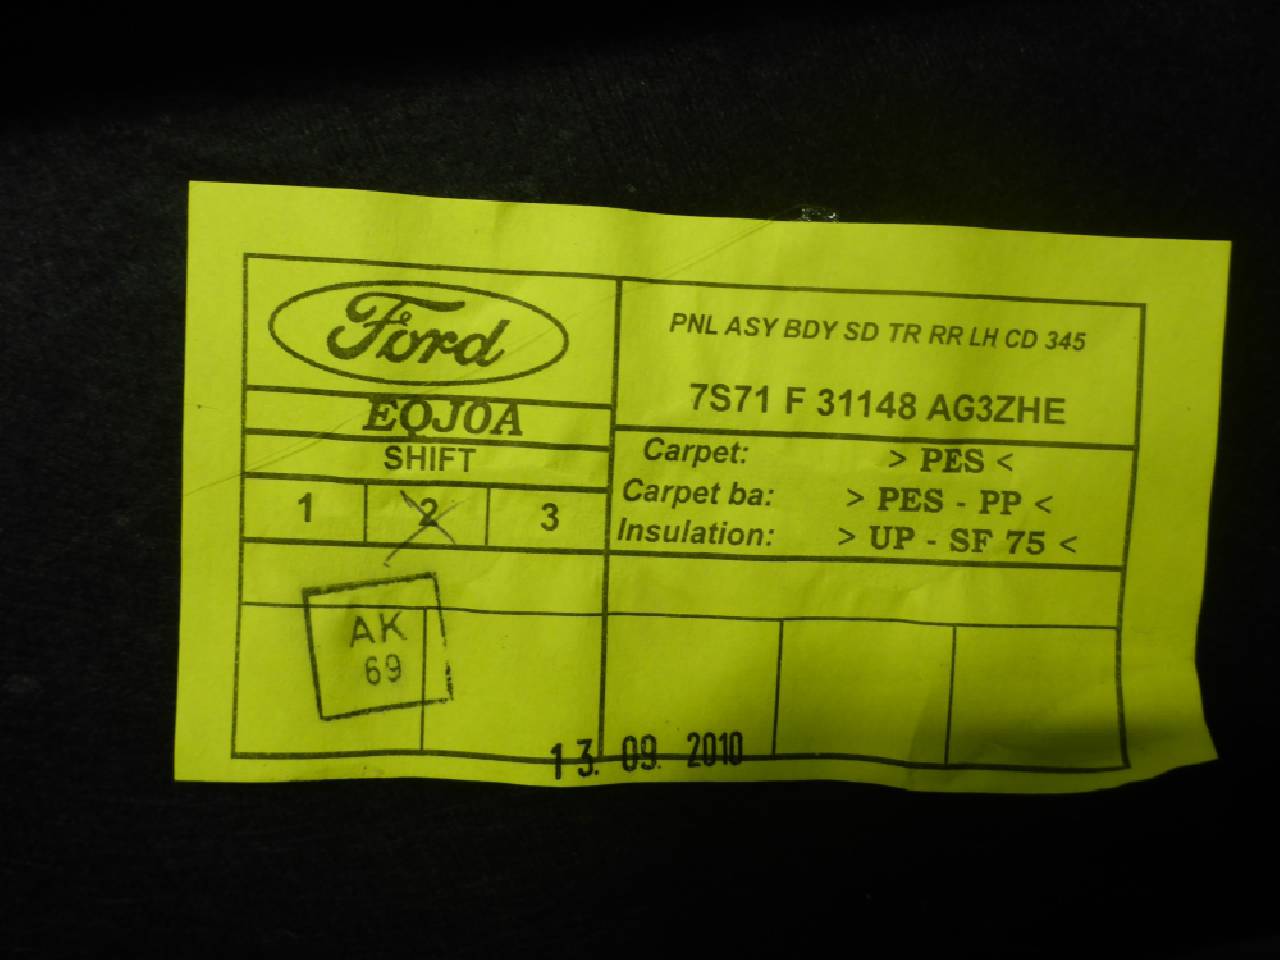 Ford
PNL ASY BDY SD TR RR LH CD 345
7S71 F 31148 AG3ZHE
EQJ0A
SHIFT
1 2 3
Carpet: > PES <
Carpet ba: > PES - PP <
Insulation: > UP - SF 75 <
AK
69
13. 09. 2010